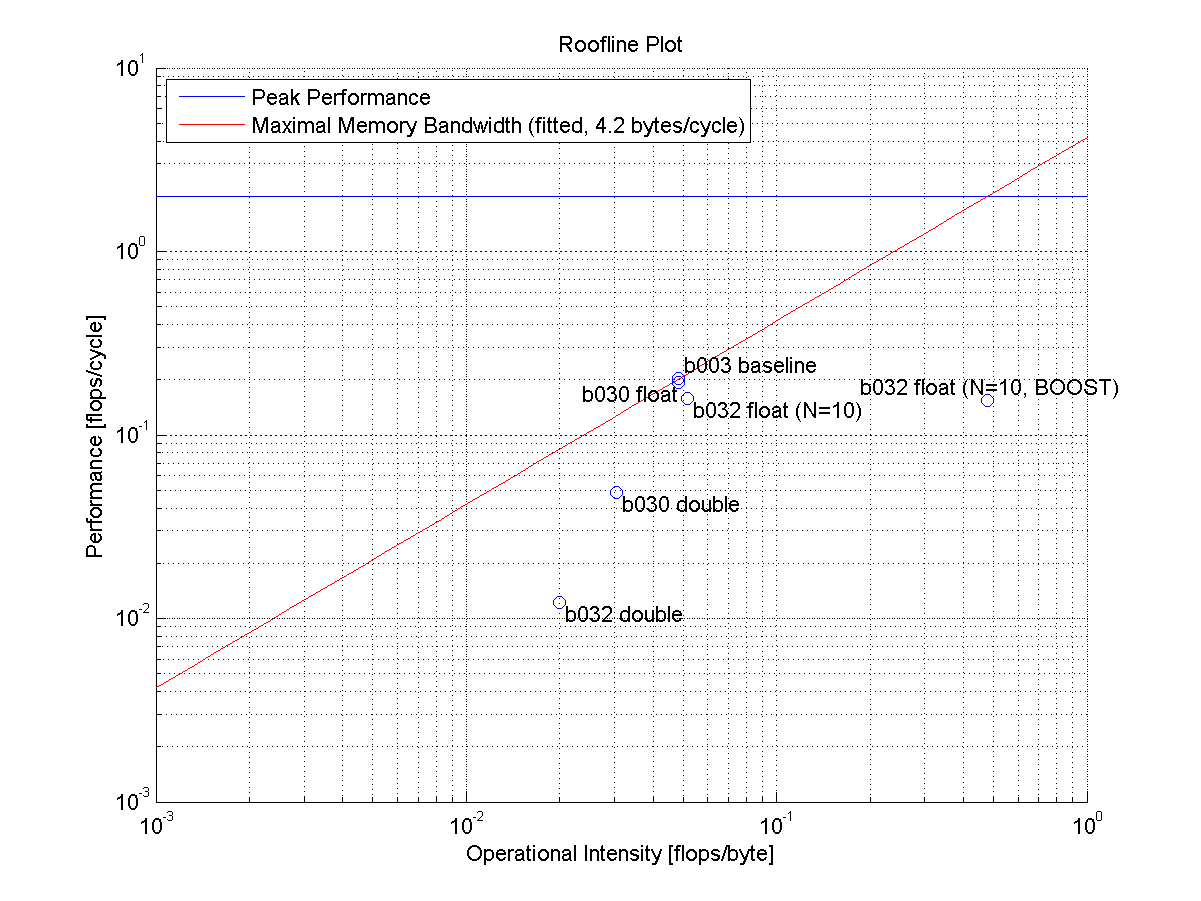 Roofline Plot
Peak Performance
Maximal Memory Bandwidth (fitted, 4.2 bytes/cycle)
10^1
10^0
10^-1
10^-2
10^-3
Performance [flops/cycle]
b003 baseline
b030 float
b032 float (N=10, BOOST)
b032 float (N=10)
b030 double
b032 double
10^-3 10^-2 10^-1 10^0
Operational Intensity [flops/byte]